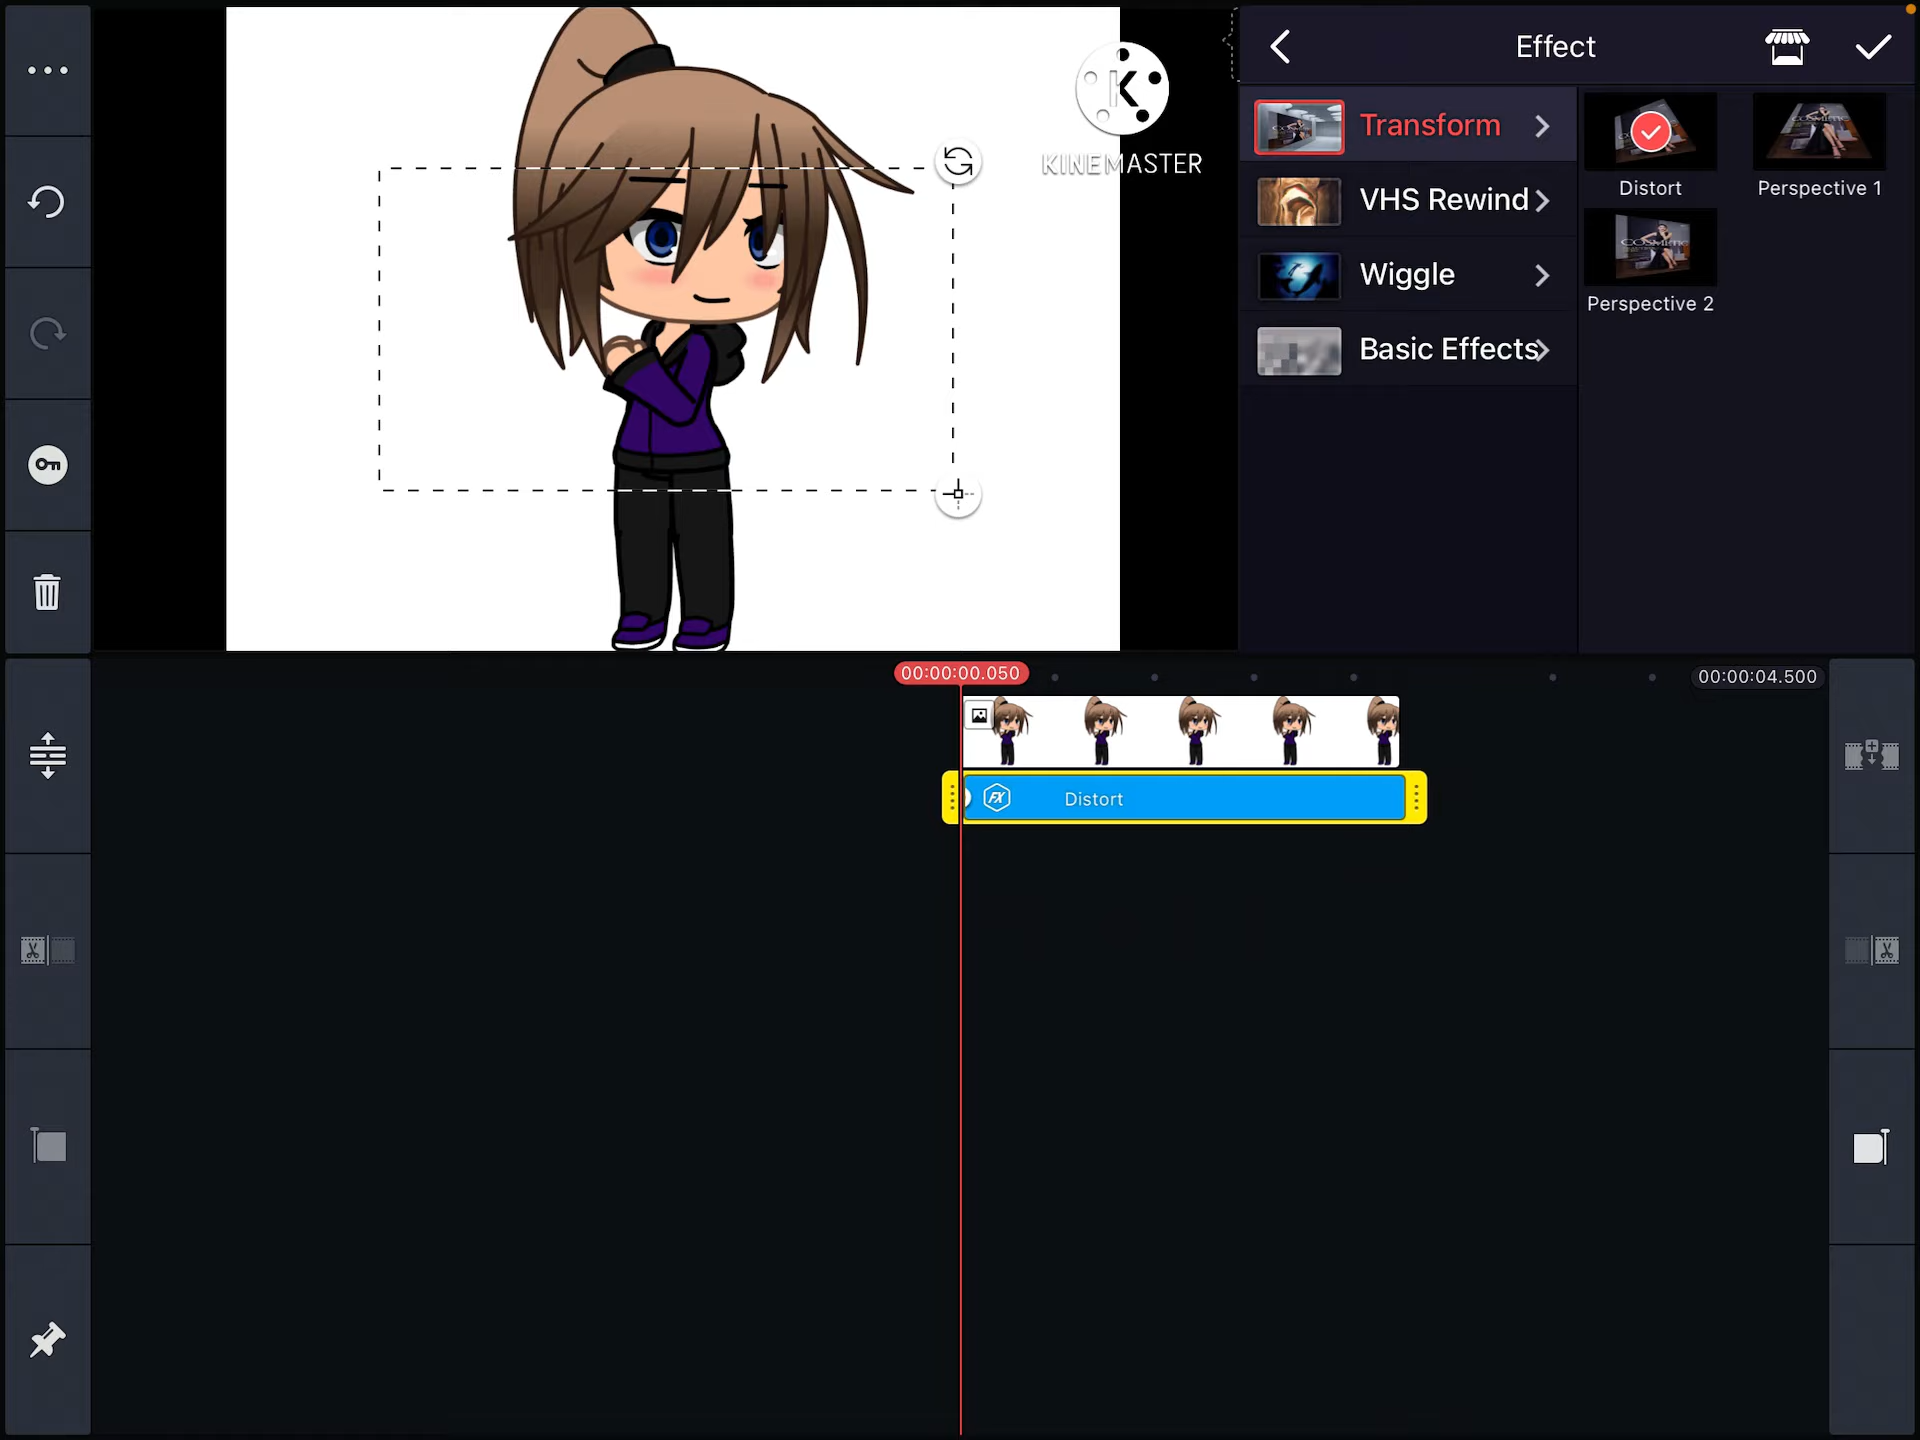 Effect
Transform
VHS Rewind
Wiggle
Basic Effects
Distort
Perspective 1
Perspective 2
K
KINEMASTER
00:00:00.050
00:00:04.500
FX
Distort